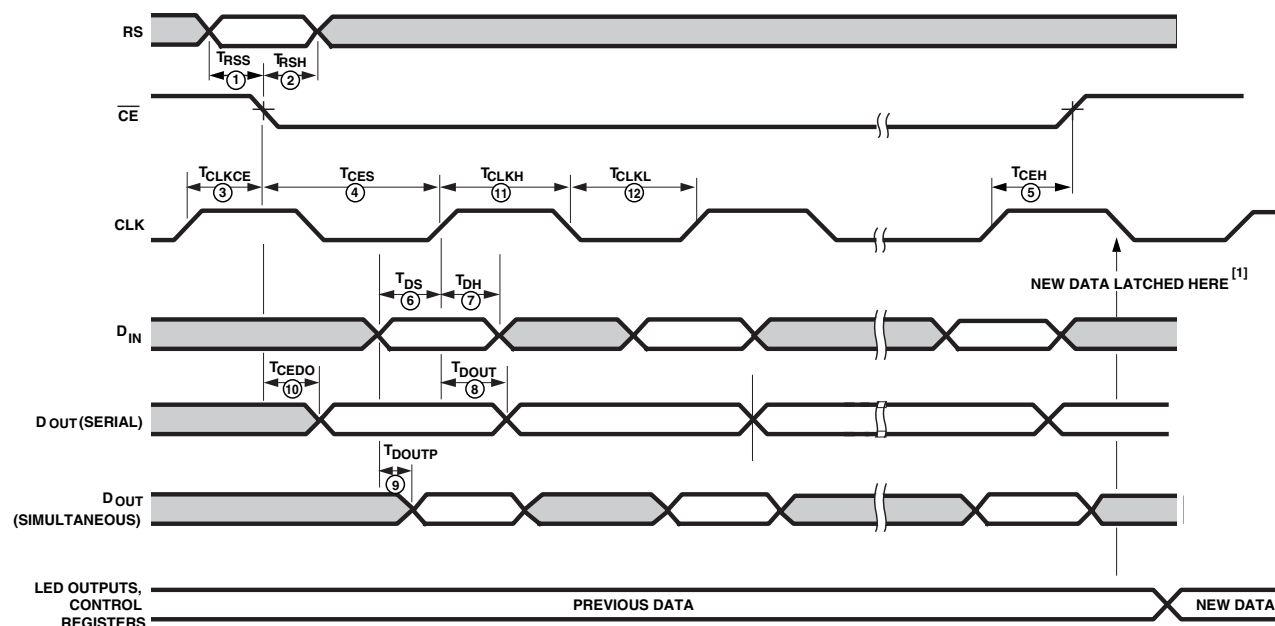 RS
TRSS
1
TRSH
2
CE
TCLKCE
3
TCES
4
TCLKH
11
TCLKL
12
TCEH
5
CLK
TDS
6
TDH
7
NEW DATA LATCHED HERE [1]
DIN
TCEDO
10
TDOUT
8
DOUT (SERIAL)
TDOUTP
9
DOUT
(SIMULTANEOUS)
LED OUTPUTS,
CONTROL
REGISTERS
PREVIOUS DATA
NEW DATA